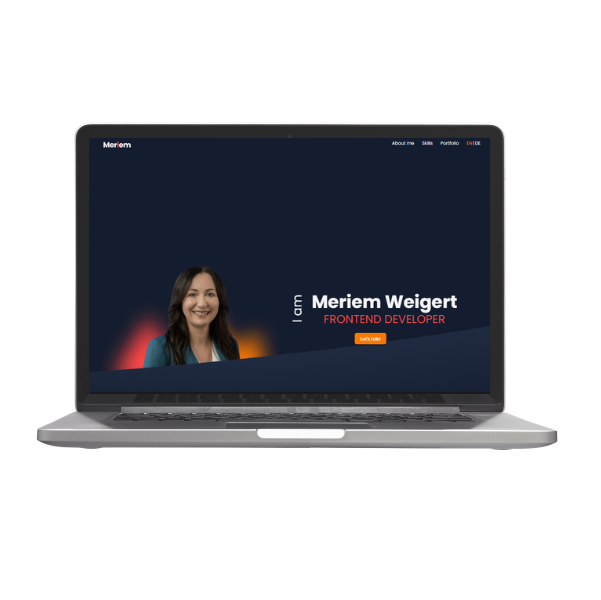 Meriem
About me Skills Portfolio EN|DE
I am
Meriem Weigert
FRONTEND DEVELOPER
Let's talk!